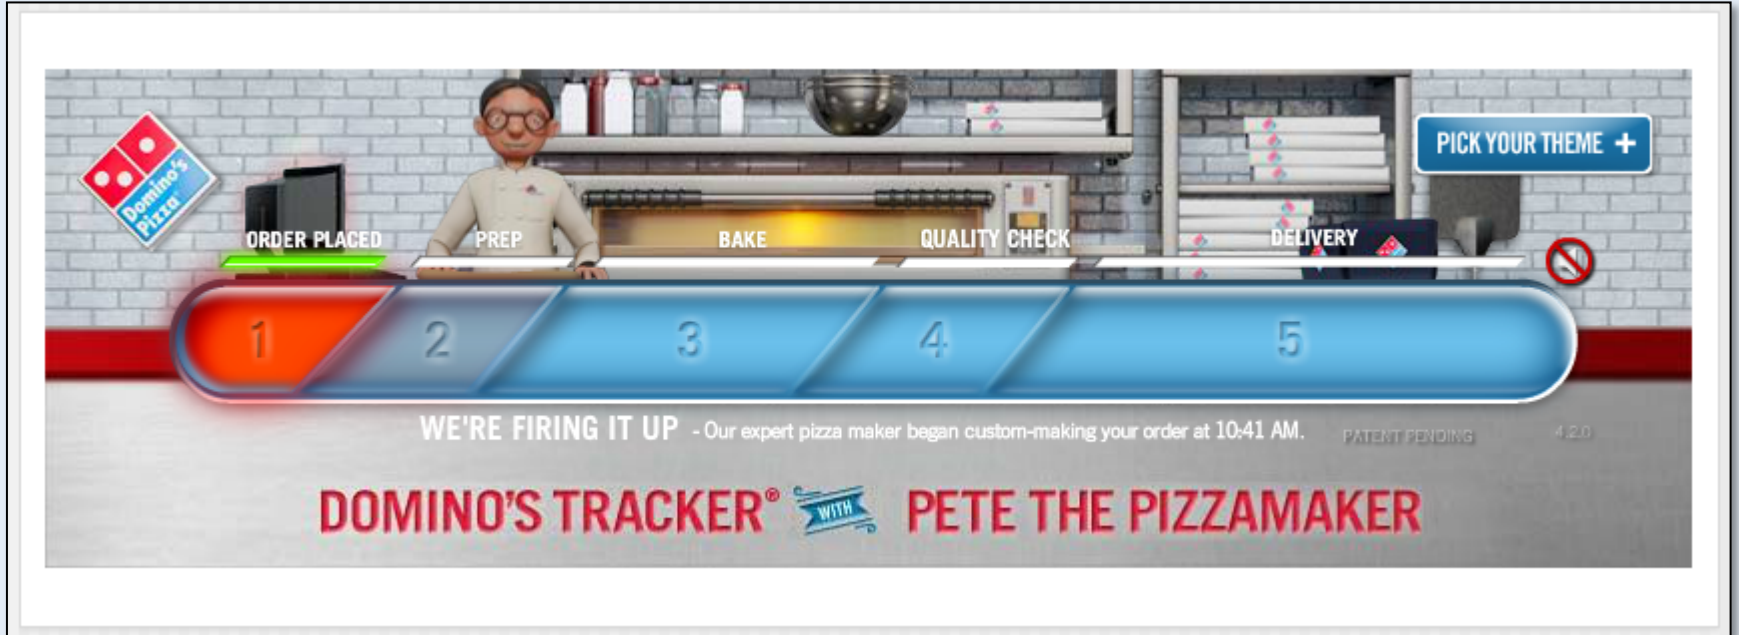 Domino's
Pizza
PICK YOUR THEME +
ORDER PLACED
PREP
BAKE
QUALITY CHECK
DELIVERY
1
2
3
4
5
WE'RE FIRING IT UP - Our expert pizza maker began custom-making your order at 10:41 AM.
PATENT PENDING
4.2.0
DOMINO'S TRACKER® WITH PETE THE PIZZAMAKER